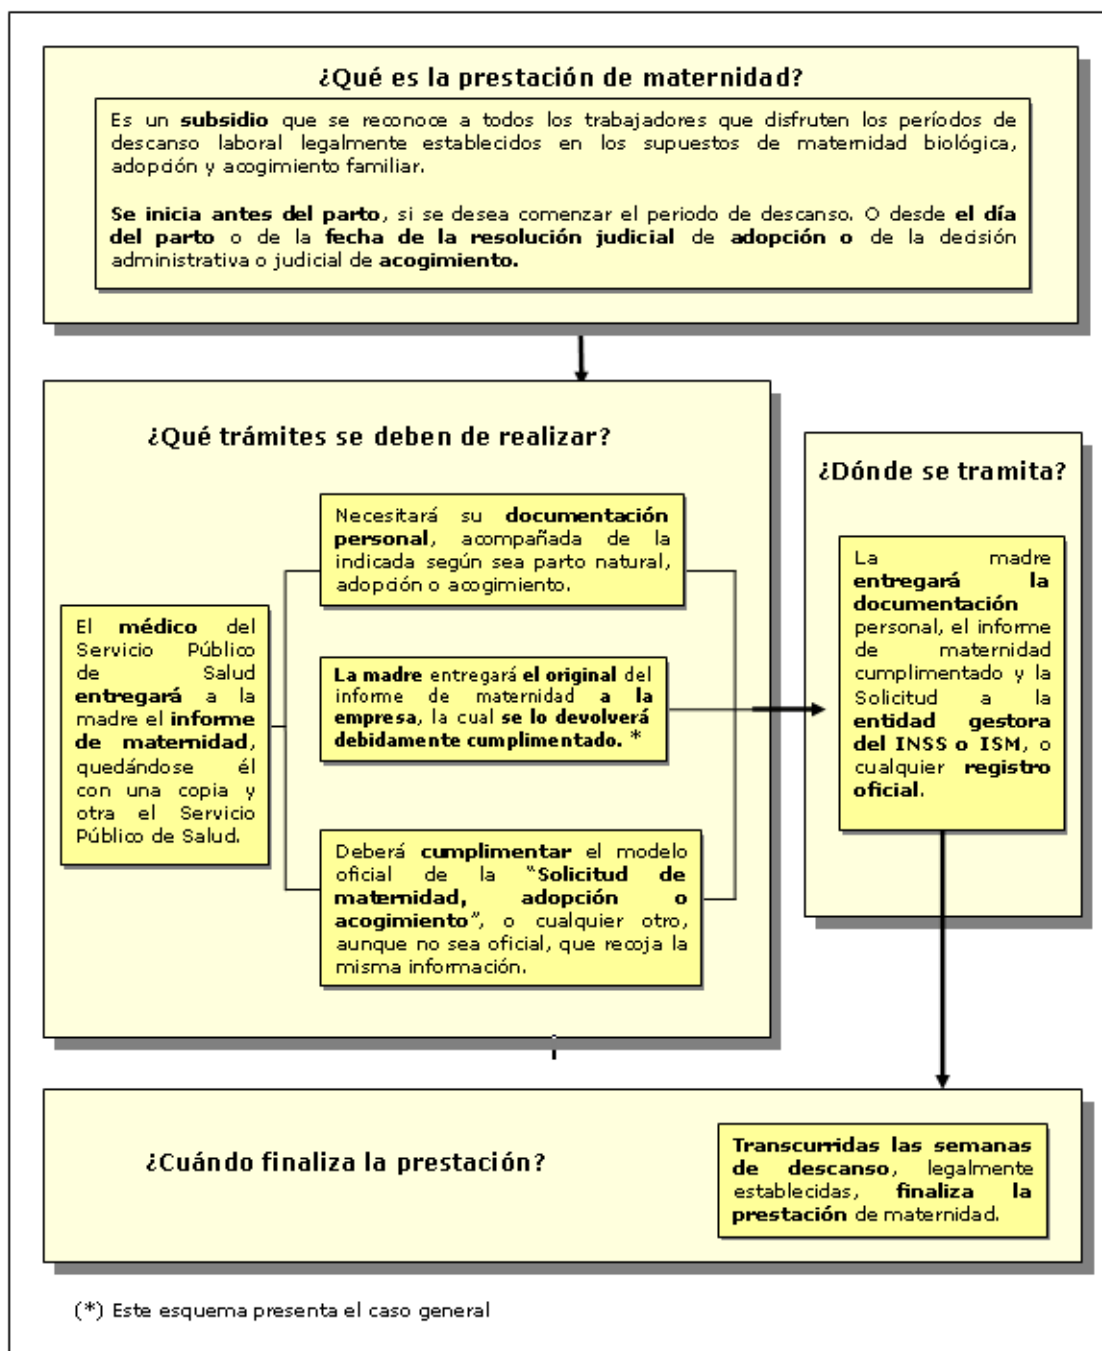 ¿Qué es la prestación de maternidad?
Es un subsidio que se reconoce a todos los trabajadores que disfruten los períodos de
descanso laboral legalmente establecidos en los supuestos de maternidad biológica,
adopción y acogimiento familiar.
Se inicia antes del parto, si se desea comenzar el periodo de descanso. O desde el día
del parto o de la fecha de la resolución judicial de adopción o de la decisión
administrativa o judicial de acogimiento.
¿Qué trámites se deben de realizar?
El médico del
Servicio Público
de Salud
entregará a la
madre el informe
de maternidad,
quedándose él
con una copia y
otra el Servicio
Público de Salud.
Necesitará su documentación
personal, acompañada de la
indicada según sea parto natural,
adopción o acogimiento.
La madre entregará el original del
informe de maternidad a la
empresa, la cual se lo devolverá
debidamente cumplimentado. *
Deberá cumplimentar el modelo
oficial de la "Solicitud de
maternidad, adopción o
acogimiento", o cualquier otro,
aunque no sea oficial, que recoja la
misma información.
¿Dónde se tramita?
La madre
entregará la
documentación
personal, el informe
de maternidad
cumplimentado y la
Solicitud a la
entidad gestora
del INSS o ISM, o
cualquier registro
oficial.
¿Cuándo finaliza la prestación?
Transcurridas las semanas
de descanso, legalmente
establecidas, finaliza la
prestación de maternidad.
(*) Este esquema presenta el caso general